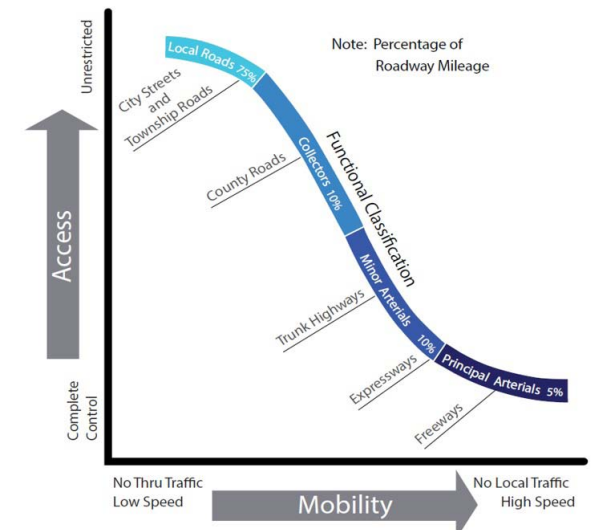 Unrestricted
Access
Complete
Control
Note: Percentage of
Roadway Mileage
Local Roads 75%
City Streets
and
Township Roads
Collectors 10%
County Roads
Functional Classification
Minor Arterials 10%
Trunk Highways
Principal Arterials 5%
Expressways
Freeways
No Thru Traffic
Low Speed
Mobility
No Local Traffic
High Speed